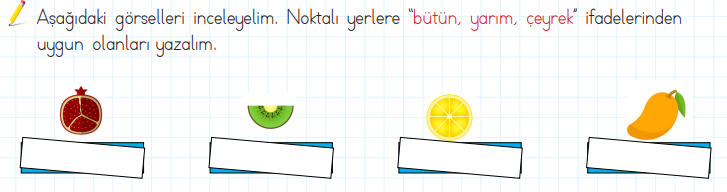 Aşağıdaki görselleri inceleyelim. Noktalı yerlere “bütün, yarım, çeyrek” ifadelerinden
uygun olanları yazalım.